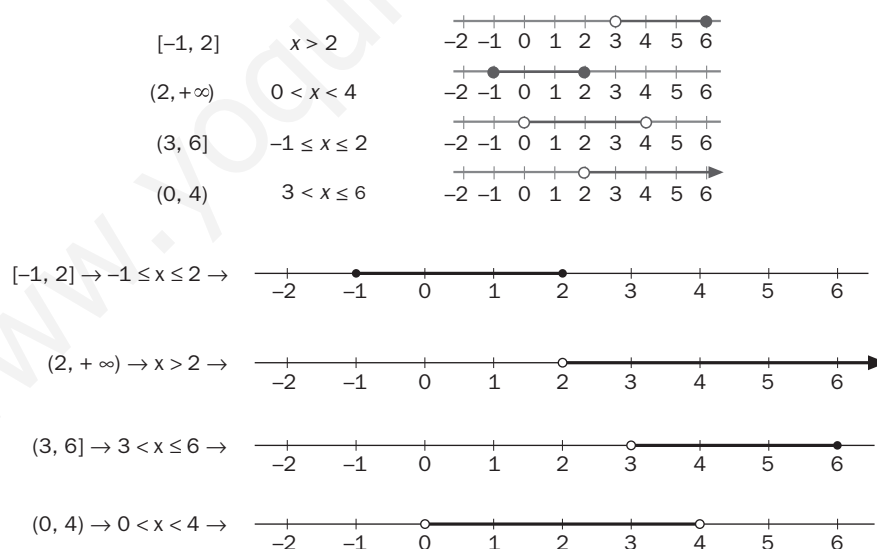 –2 –1 0 1 2 3 4 5 6
[–1, 2] x > 2
–2 –1 0 1 2 3 4 5 6
(2, +∞) 0 < x < 4
–2 –1 0 1 2 3 4 5 6
(3, 6] –1 ≤ x ≤ 2
–2 –1 0 1 2 3 4 5 6
(0, 4) 3 < x ≤ 6
[–1, 2] → –1 ≤ x ≤ 2 →
–2 –1 0 1 2 3 4 5 6
(2, + ∞) → x > 2 →
–2 –1 0 1 2 3 4 5 6
(3, 6] → 3 < x ≤ 6 →
–2 –1 0 1 2 3 4 5 6
(0, 4) → 0 < x < 4 →
–2 –1 0 1 2 3 4 5 6